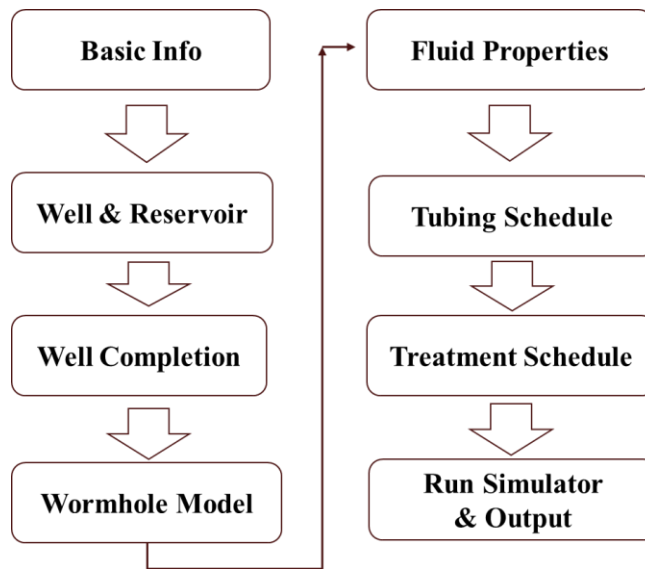 Basic Info
Well & Reservoir
Well Completion
Wormhole Model
Fluid Properties
Tubing Schedule
Treatment Schedule
Run Simulator
& Output